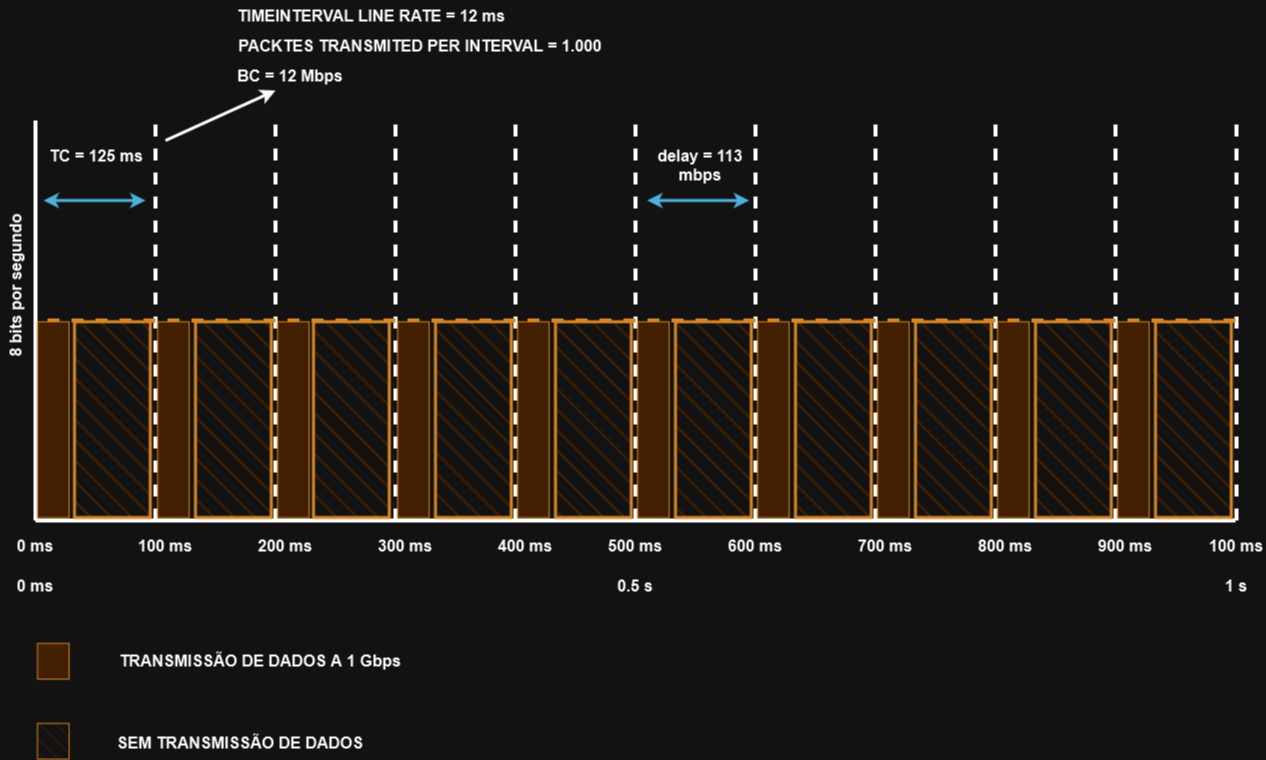 TIMEINTERVAL LINE RATE = 12 ms
PACKTES TRANSMITED PER INTERVAL = 1.000
BC = 12 Mbps
TC = 125 ms
delay = 113
mbps
8 bits por segundo
0 ms
100 ms
200 ms
300 ms
400 ms
500 ms
600 ms
700 ms
800 ms
900 ms
100 ms
0 ms
0.5 s
1 s
TRANSMISSÃO DE DADOS A 1 Gbps
SEM TRANSMISSÃO DE DADOS